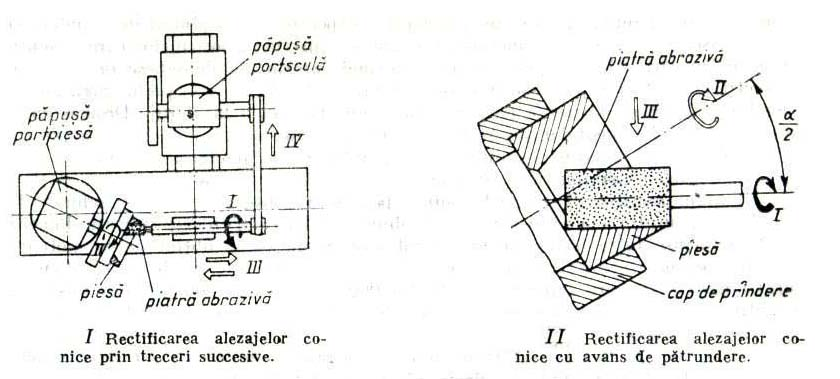 păpușă
portsculă
păpușă
portpiesă
IV
I
II
III
piesă
piatră abrazivă
I Rectificarea alezajelor co-
nice prin treceri succesive.
piatră abrazivă
II
III
α/2
I
piesă
cap de prindere
II Rectificarea alezajelor co-
nice cu avans de pătrundere.